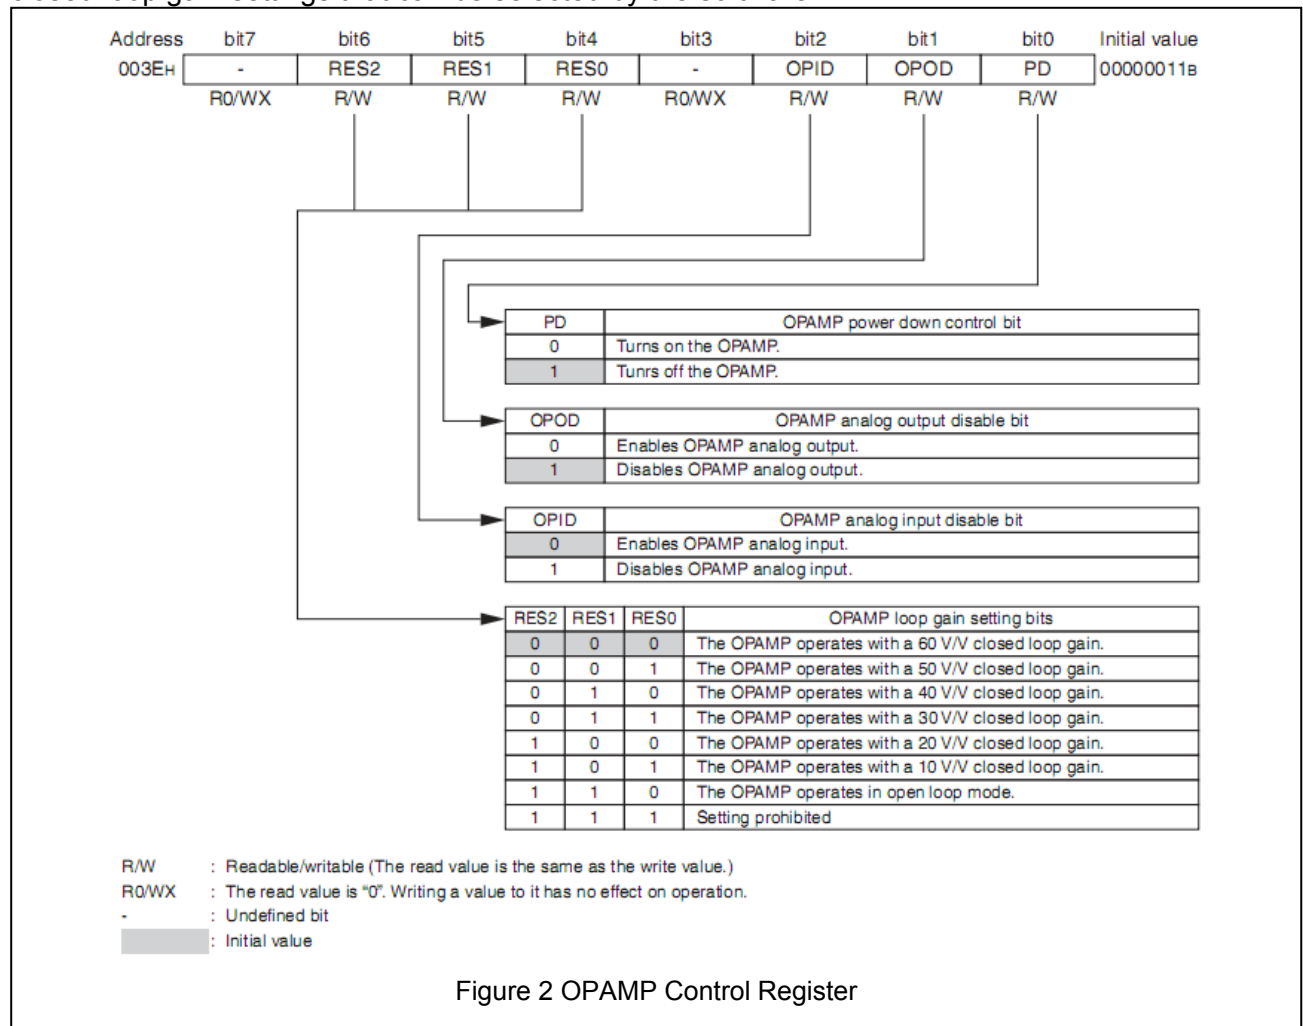 Address bit7 bit6 bit5 bit4 bit3 bit2 bit1 bit0 Initial value
003EH - RES2 RES1 RES0 - OPID OPOD PD 00000011B
R0/WX R/W R/W R/W R0/WX R/W R/W R/W
PD OPAMP power down control bit
0 Turns on the OPAMP.
1 Tunrs off the OPAMP.
OPOD OPAMP analog output disable bit
0 Enables OPAMP analog output.
1 Disables OPAMP analog output.
OPID OPAMP analog input disable bit
0 Enables OPAMP analog input.
1 Disables OPAMP analog input.
RES2 RES1 RES0 OPAMP loop gain setting bits
0 0 0 The OPAMP operates with a 60 V/V closed loop gain.
0 0 1 The OPAMP operates with a 50 V/V closed loop gain.
0 1 0 The OPAMP operates with a 40 V/V closed loop gain.
0 1 1 The OPAMP operates with a 30 V/V closed loop gain.
1 0 0 The OPAMP operates with a 20 V/V closed loop gain.
1 0 1 The OPAMP operates with a 10 V/V closed loop gain.
1 1 0 The OPAMP operates in open loop mode.
1 1 1 Setting prohibited
R/W : Readable/writable (The read value is the same as the write value.)
R0/WX : The read value is “0”. Writing a value to it has no effect on operation.
- : Undefined bit
: Initial value
Figure 2 OPAMP Control Register